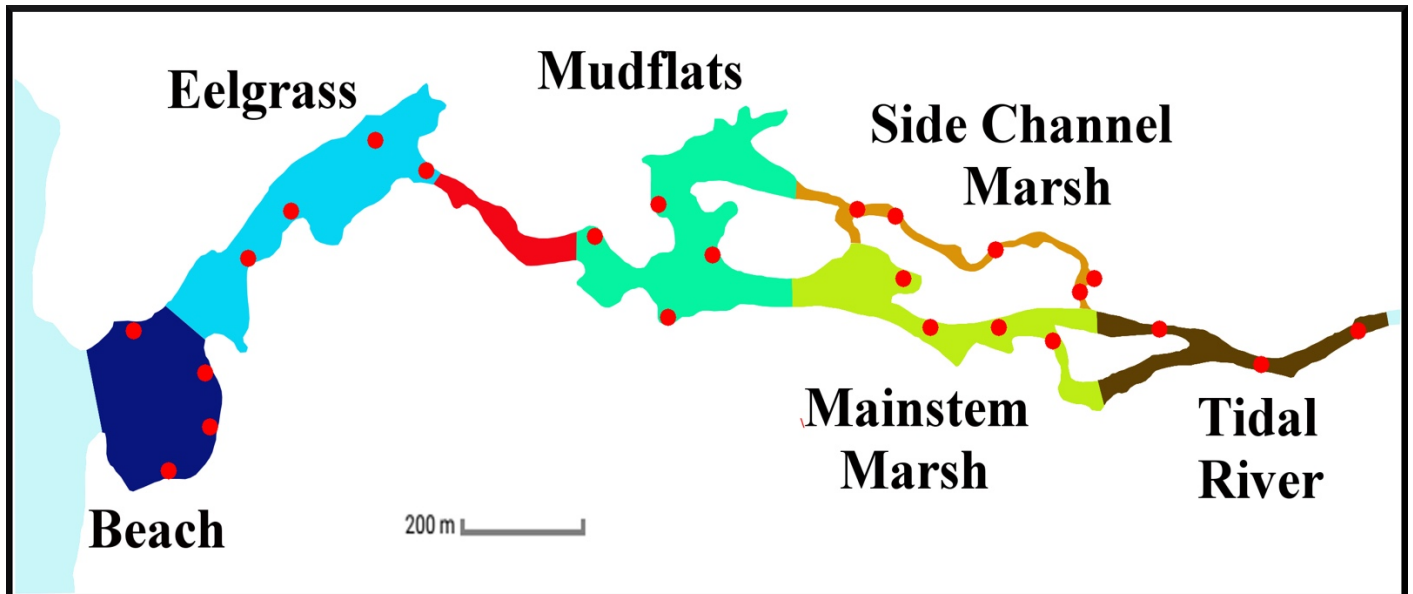 Eelgrass
Mudflats
Side Channel
Marsh
Mainstem
Marsh
Tidal
River
Beach
200 m